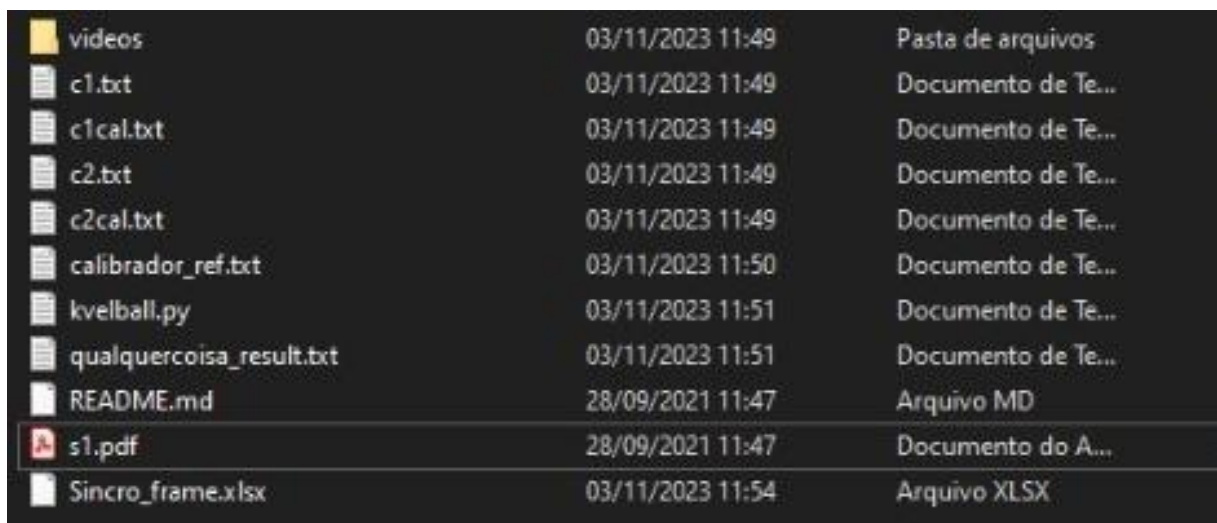 videos 03/11/2023 11:49 Pasta de arquivos
c1.txt 03/11/2023 11:49 Documento de Te...
c1cal.txt 03/11/2023 11:49 Documento de Te...
c2.txt 03/11/2023 11:49 Documento de Te...
c2cal.txt 03/11/2023 11:49 Documento de Te...
calibrador_ref.txt 03/11/2023 11:50 Documento de Te...
kvelball.py 03/11/2023 11:51 Documento de Te...
qualquercoisa_result.txt 03/11/2023 11:51 Documento de Te...
README.md 28/09/2021 11:47 Arquivo MD
s1.pdf 28/09/2021 11:47 Documento do A...
Sincro_frame.xlsx 03/11/2023 11:54 Arquivo XLSX